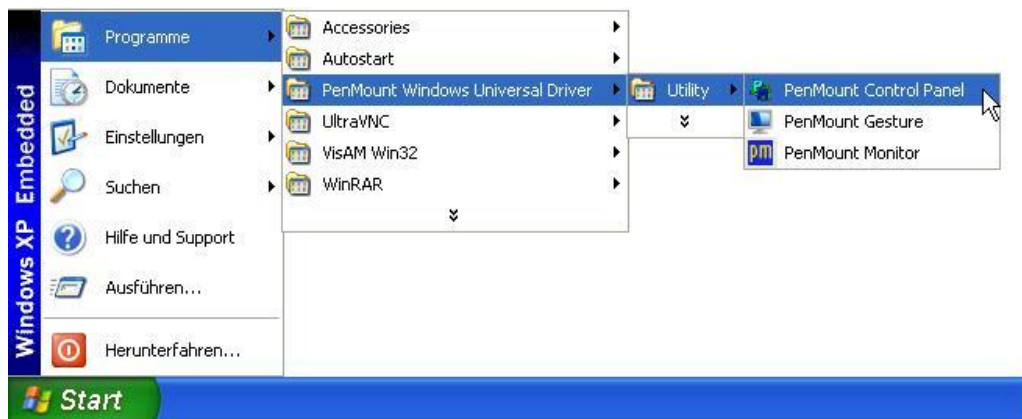 Windows XP Embedded
Programme
Dokumente
Einstellungen
Suchen
Hilfe und Support
Ausführen...
Herunterfahren...
Accessories
Autostart
PenMount Windows Universal Driver
UltraVNC
VisAM Win32
WinRAR
Utility
PenMount Control Panel
PenMount Gesture
pm PenMount Monitor
Start